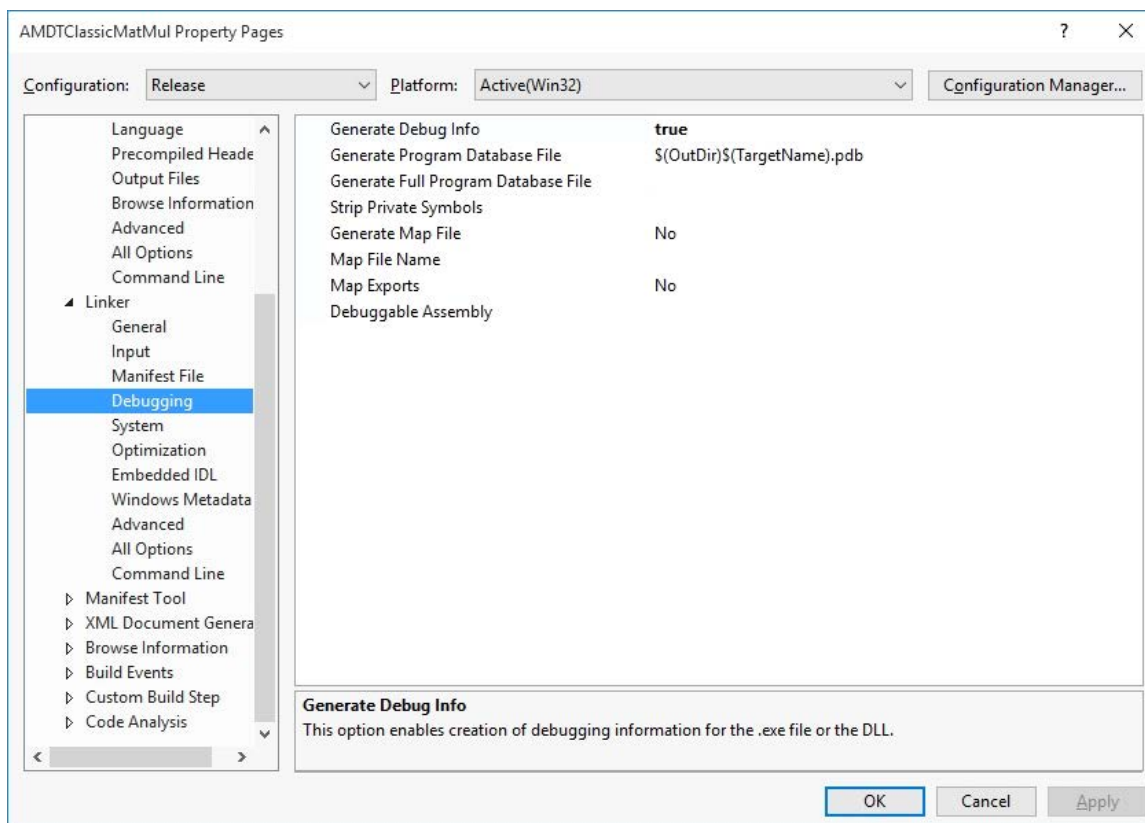 AMDTClassicMatMul Property Pages
? X
Configuration: Release Platform: Active(Win32) Configuration Manager...
Language
Precompiled Heade
Output Files
Browse Information
Advanced
All Options
Command Line
Linker
General
Input
Manifest File
Debugging
System
Optimization
Embedded IDL
Windows Metadata
Advanced
All Options
Command Line
Manifest Tool
XML Document Genera
Browse Information
Build Events
Custom Build Step
Code Analysis
Generate Debug Info true
Generate Program Database File $(OutDir)$(TargetName).pdb
Generate Full Program Database File
Strip Private Symbols
Generate Map File No
Map File Name
Map Exports No
Debuggable Assembly
Generate Debug Info
This option enables creation of debugging information for the .exe file or the DLL.
OK Cancel Apply